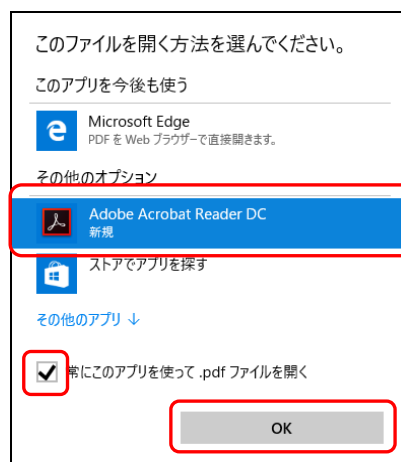 このファイルを開く方法を選んでください。
このアプリを今後も使う
Microsoft Edge
PDF を Web ブラウザーで直接開きます。
その他のオプション
Adobe Acrobat Reader DC
新規
ストアでアプリを探す
その他のアプリ ↓
常にこのアプリを使って .pdf ファイルを開く
OK